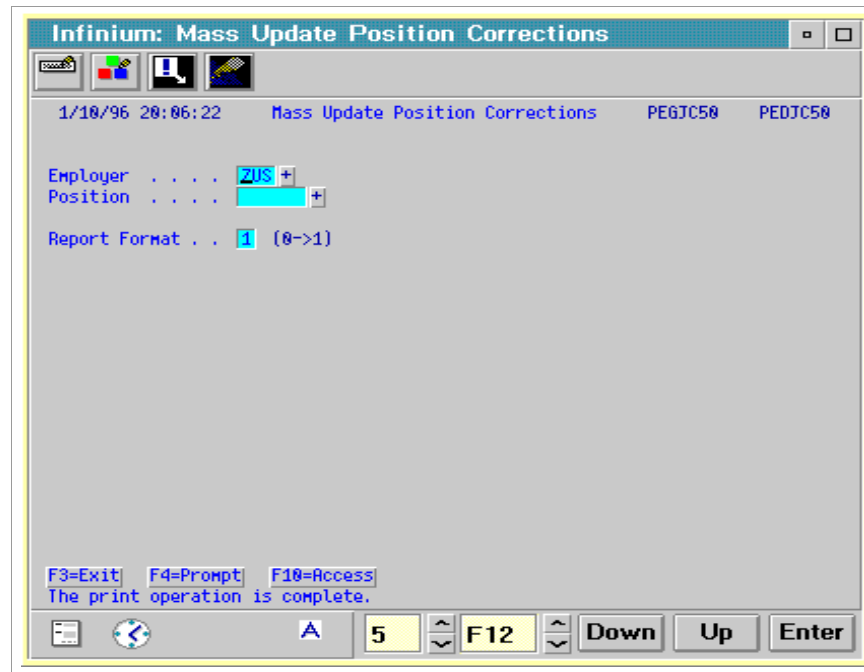 Infinium: Mass Update Position Corrections
1/10/96 20:06:22 Mass Update Position Corrections PEGJC50 PEDJC50
Employer . . . . ZUS +
Position . . . . +
Report Format . . 1 (0->1)
F3=Exit F4=Prompt F10=Access
The print operation is complete.
A 5 F12 Down Up Enter